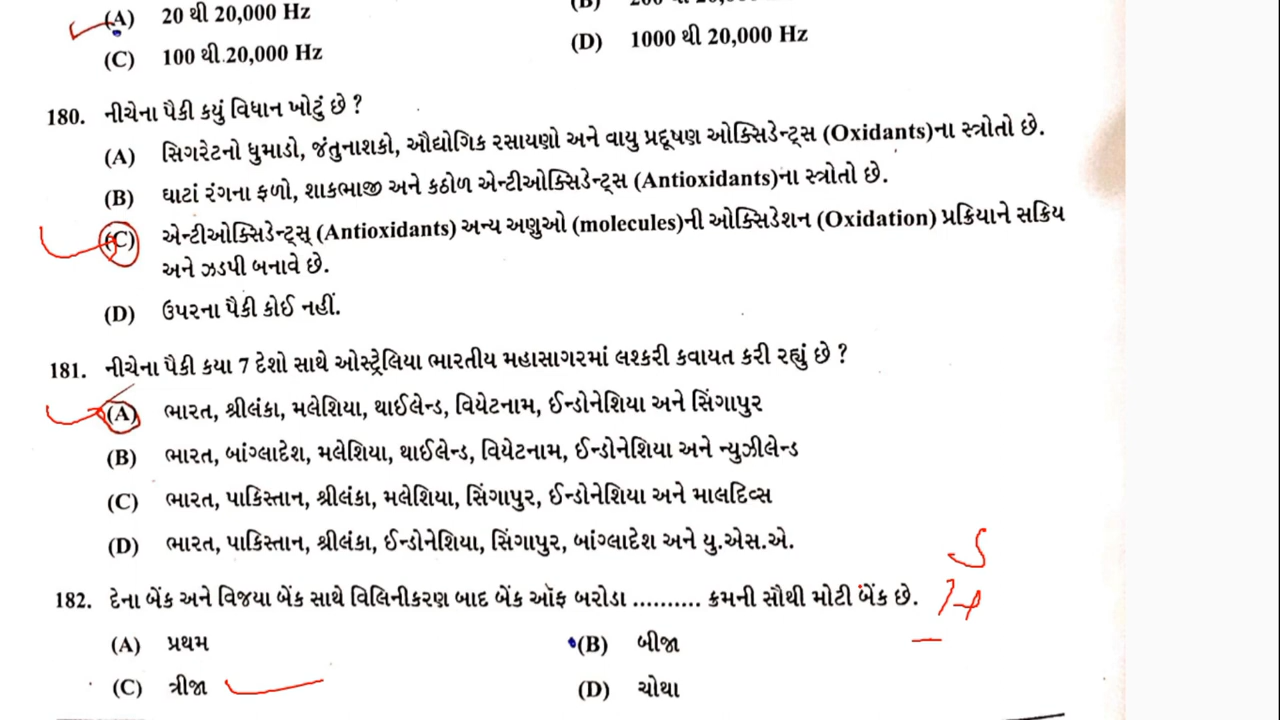 (A) 20 થી 20,000 Hz
(B)
(C) 100 થી 20,000 Hz
(D) 1000 થી 20,000 Hz
180. નીચેના પૈકી કયું વિધાન ખોટું છે ?
(A) સિગરેટનો ધુમાડો, જંતુનાશકો, ઔદ્યોગિક રસાયણો અને વાયુ પ્રદૂષણ ઓક્સિડેન્ટ્સ (Oxidants)ના સ્ત્રોતો છે.
(B) ઘાટાં રંગના ફળો, શાકભાજી અને કઠોળ એન્ટીઓક્સિડેન્ટ્સ (Antioxidants)ના સ્ત્રોતો છે.
(C) એન્ટીઓક્સિડેન્ટ્સ્ (Antioxidants) અન્ય અણુઓ (molecules)ની ઓક્સિડેશન (Oxidation) પ્રક્રિયાને સક્રિય
અને ઝડપી બનાવે છે.
(D) ઉપરના પૈકી કોઈ નહીં.
181. નીચેના પૈકી કયા 7 દેશો સાથે ઓસ્ટ્રેલિયા ભારતીય મહાસાગરમાં લશ્કરી કવાયત કરી રહ્યું છે ?
(A) ભારત, શ્રીલંકા, મલેશિયા, થાઈલેન્ડ, વિયેટનામ, ઈન્ડોનેશિયા અને સિંગાપુર
(B) ભારત, બાંગ્લાદેશ, મલેશિયા, થાઈલેન્ડ, વિયેટનામ, ઈન્ડોનેશિયા અને ન્યુઝીલેન્ડ
(C) ભારત, પાકિસ્તાન, શ્રીલંકા, મલેશિયા, સિંગાપુર, ઈન્ડોનેશિયા અને માલદિવ્સ
(D) ભારત, પાકિસ્તાન, શ્રીલંકા, ઈન્ડોનેશિયા, સિંગાપુર, બાંગ્લાદેશ અને યુ.એસ.એ.
182. દેના બેંક અને વિજયા બેંક સાથે વિલિનીકરણ બાદ બેંક ઑફ બરોડા .......... ક્રમની સૌથી મોટી બેંક છે.
(A) પ્રથમ
(B) બીજા
(C) ત્રીજા
(D) ચોથા